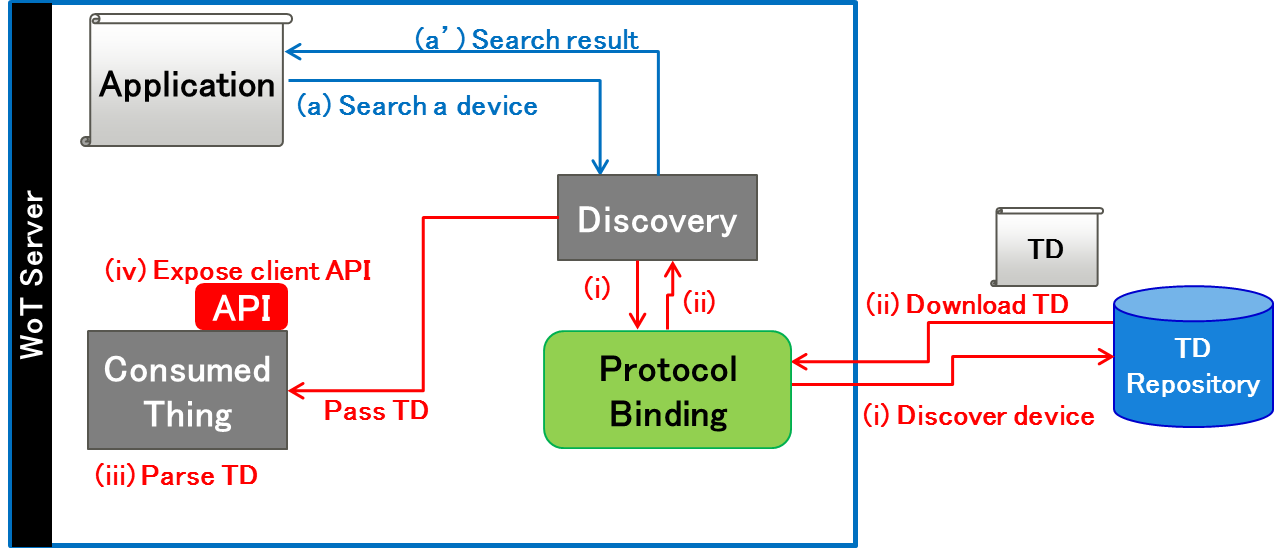 (a') Search result
Application
(a) Search a device
WoT Server
Discovery
TD
(iv) Expose client API
API
(i)
(ii)
(ii) Download TD
Consumed
Thing
Protocol
Binding
TD
Repository
Pass TD
(i) Discover device
(iii) Parse TD